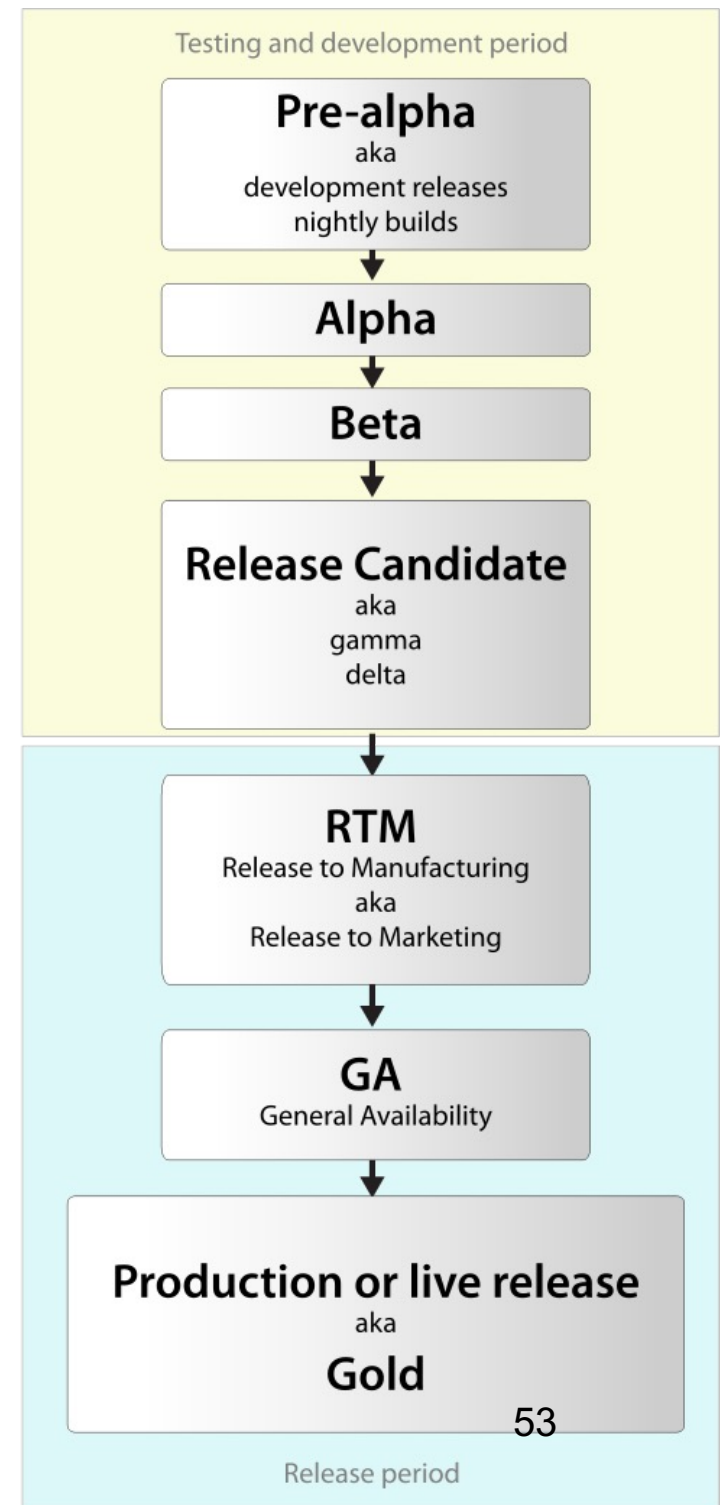 Testing and development period
Pre-alpha
aka
development releases
nightly builds
Alpha
Beta
Release Candidate
aka
gamma
delta
RTM
Release to Manufacturing
aka
Release to Marketing
GA
General Availability
Production or live release
aka
Gold
53
Release period